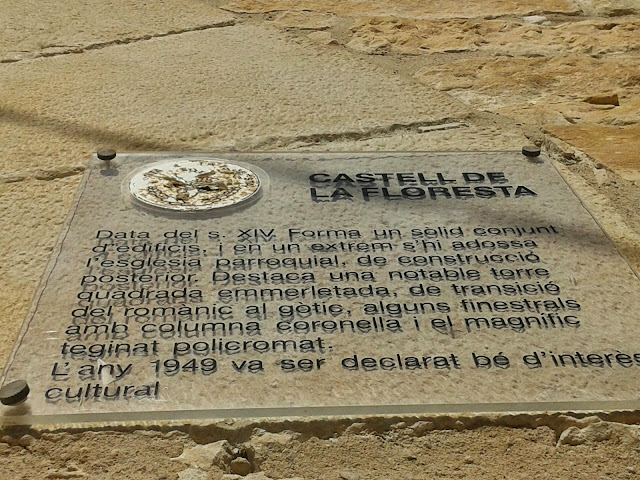 CASTELL DE
LA FLORESTA
Data del s. XIV. Forma un sòlid conjunt
d'edificis, i en un extrem s'hi adossa
l'església parroquial, de construcció
posterior. Destaca una notable torre
quadrada emmerletada, de transició
del romànic al gòtic, alguns finestrals
amb columna coronella i el magnífic
teginat policromat.
L'any 1949 va ser declarat bé d'interès
cultural